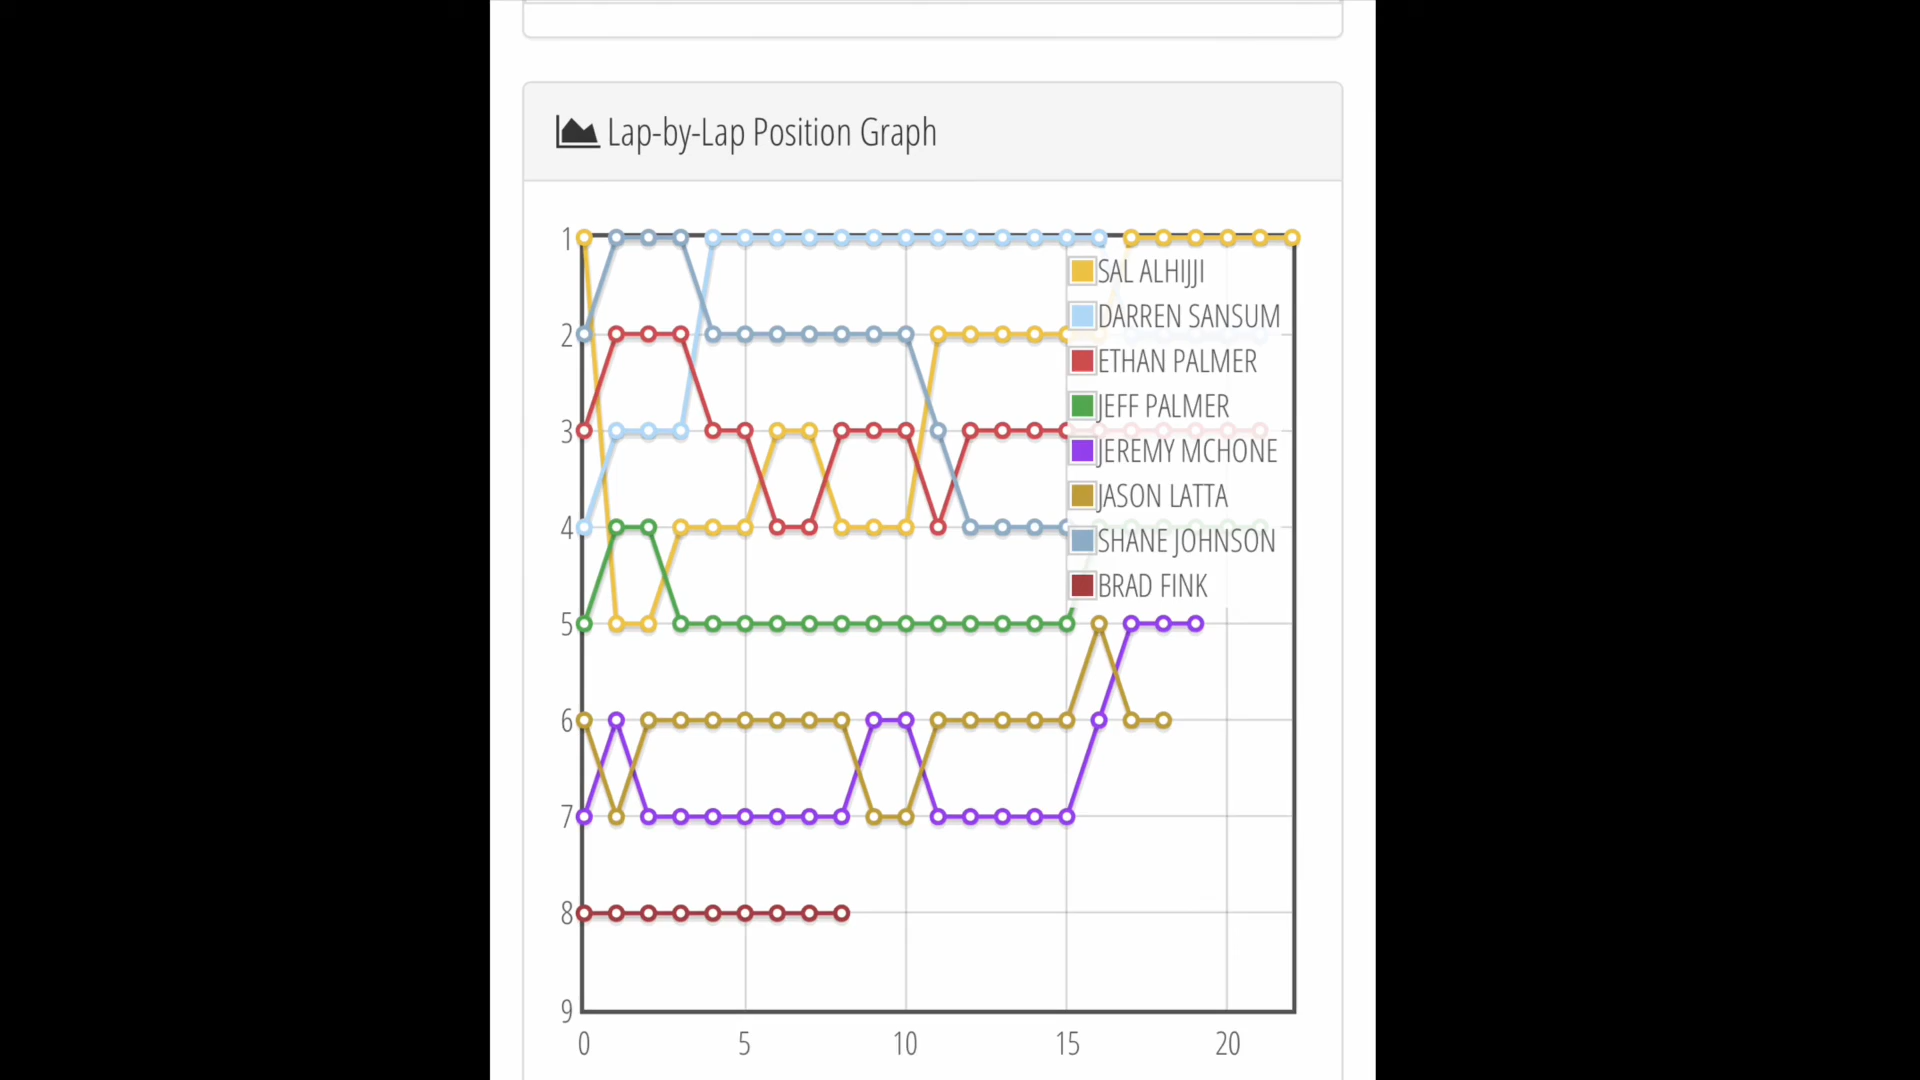 Lap-by-Lap Position Graph
1
SAL ALHIJJI
DARREN SANSUM
2
ETHAN PALMER
JEFF PALMER
3
JEREMY MCHONE
JASON LATTA
4
SHANE JOHNSON
BRAD FINK
5
6
7
8
9
0 5 10 15 20